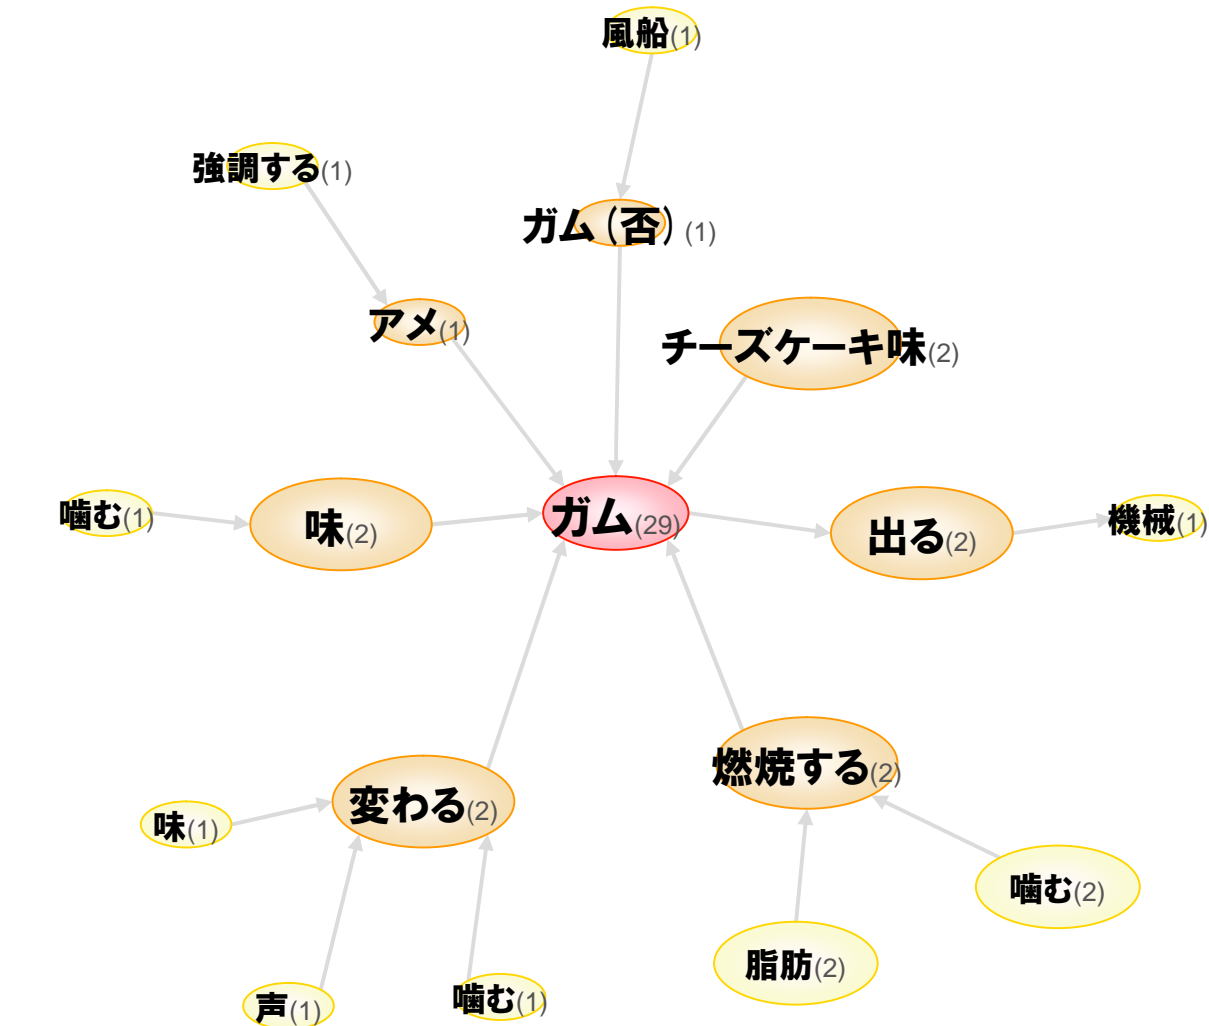 風船(1)
強調する(1)
ガム(否)(1)
アメ(1)
チーズケーキ味(2)
噛む(1)
味(2)
ガム(29)
出る(2)
機械(1)
燃焼する(2)
変わる(2)
味(1)
噛む(2)
脂肪(2)
声(1)
噛む(1)